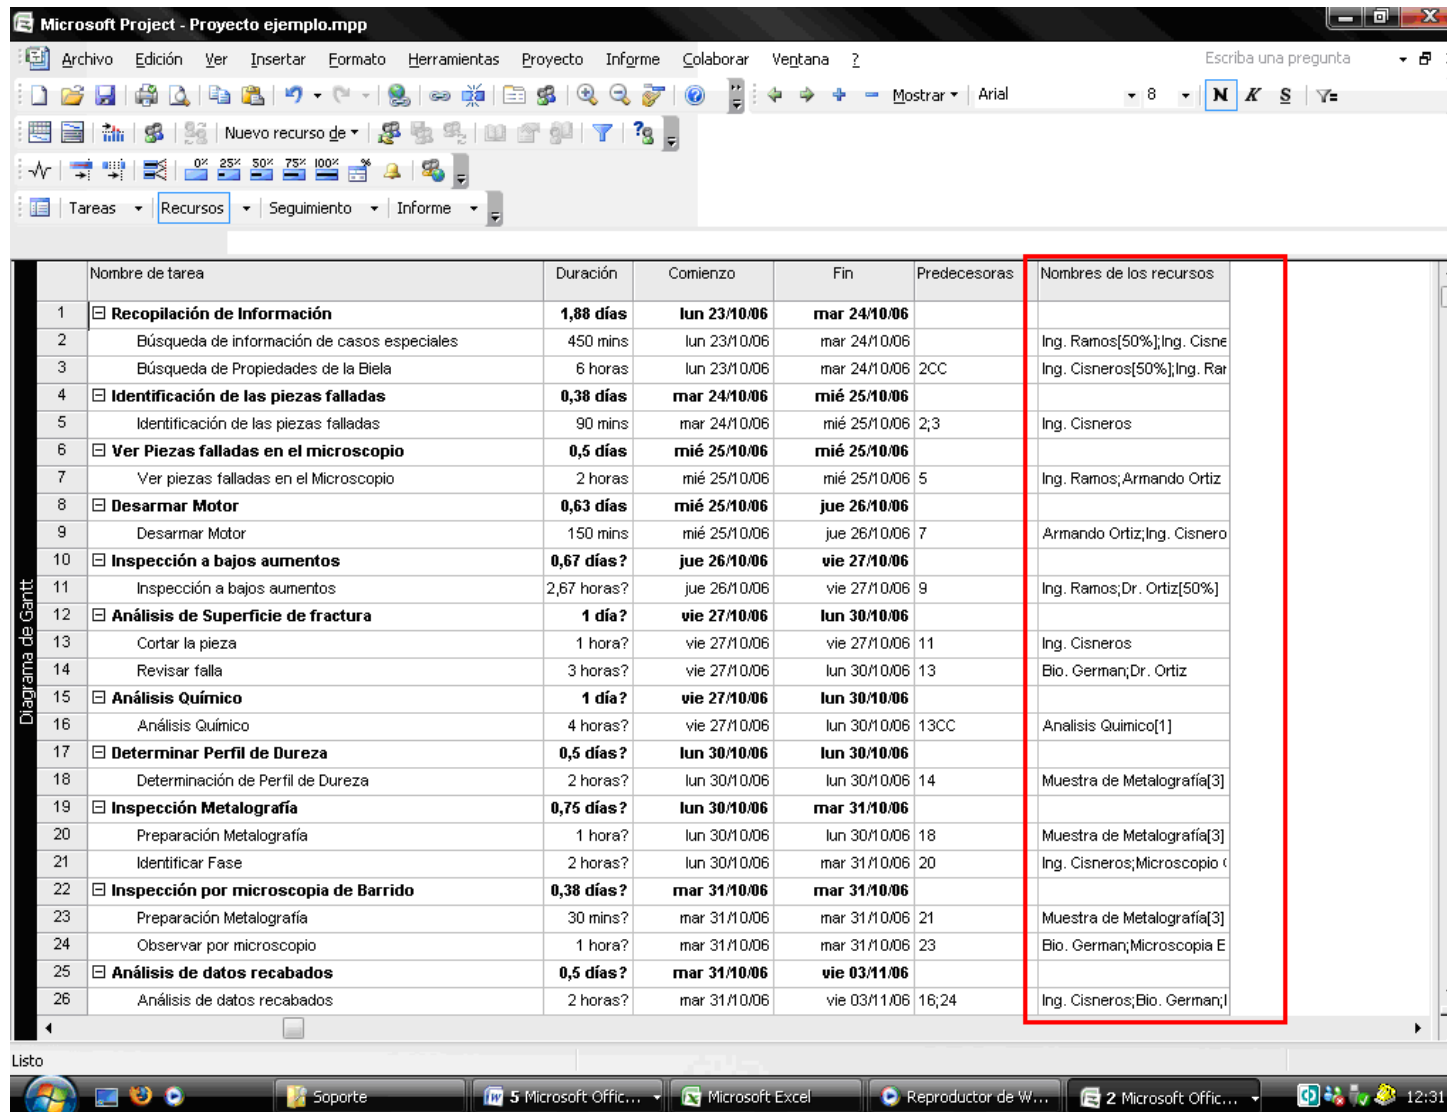 Microsoft Project - Proyecto ejemplo.mpp
Archivo Edición Ver Insertar Formato Herramientas Proyecto Informe Colaborar Ventana ? Escriba una pregunta
Mostrar Arial 8 N K S
Nuevo recurso de
0% 25% 50% 75% 100%
Tareas Recursos Seguimiento Informe
Nombre de tarea Duración Comienzo Fin Predecesoras Nombres de los recursos
1 Recopilación de Información 1,88 días lun 23/10/06 mar 24/10/06
2 Búsqueda de información de casos especiales 450 mins lun 23/10/06 mar 24/10/06 Ing. Ramos[50%];Ing. Cisne
3 Búsqueda de Propiedades de la Biela 6 horas lun 23/10/06 mar 24/10/06 2CC Ing. Cisneros[50%];Ing. Rar
4 Identificación de las piezas falladas 0,38 días mar 24/10/06 mié 25/10/06
5 Identificación de las piezas falladas 90 mins mar 24/10/06 mié 25/10/06 2;3 Ing. Cisneros
6 Ver Piezas falladas en el microscopio 0,5 días mié 25/10/06 mié 25/10/06
7 Ver piezas falladas en el Microscopio 2 horas mié 25/10/06 mié 25/10/06 5 Ing. Ramos;Armando Ortiz
8 Desarmar Motor 0,63 días mié 25/10/06 jue 26/10/06
9 Desarmar Motor 150 mins mié 25/10/06 jue 26/10/06 7 Armando Ortiz;Ing. Cisnero
10 Inspección a bajos aumentos 0,67 días? jue 26/10/06 vie 27/10/06
11 Inspección a bajos aumentos 2,67 horas? jue 26/10/06 vie 27/10/06 9 Ing. Ramos;Dr. Ortiz[50%]
12 Análisis de Superficie de fractura 1 día? vie 27/10/06 lun 30/10/06
13 Cortar la pieza 1 hora? vie 27/10/06 vie 27/10/06 11 Ing. Cisneros
14 Revisar falla 3 horas? vie 27/10/06 lun 30/10/06 13 Bio. German;Dr. Ortiz
15 Análisis Químico 1 día? vie 27/10/06 lun 30/10/06
16 Análisis Químico 4 horas? vie 27/10/06 lun 30/10/06 13CC Analisis Quimico[1]
17 Determinar Perfil de Dureza 0,5 días? lun 30/10/06 lun 30/10/06
18 Determinación de Perfil de Dureza 2 horas? lun 30/10/06 lun 30/10/06 14 Muestra de Metalografía[3]
19 Inspección Metalografía 0,75 días? lun 30/10/06 mar 31/10/06
20 Preparación Metalografía 1 hora? lun 30/10/06 lun 30/10/06 18 Muestra de Metalografía[3]
21 Identificar Fase 2 horas? lun 30/10/06 mar 31/10/06 20 Ing. Cisneros;Microscopio
22 Inspección por microscopia de Barrido 0,38 días? mar 31/10/06 mar 31/10/06
23 Preparación Metalografía 30 mins? mar 31/10/06 mar 31/10/06 21 Muestra de Metalografía[3]
24 Observar por microscopio 1 hora? mar 31/10/06 mar 31/10/06 23 Bio. German;Microscopia E
25 Análisis de datos recabados 0,5 días? mar 31/10/06 vie 03/11/06
26 Análisis de datos recabados 2 horas? mar 31/10/06 vie 03/11/06 16;24 Ing. Cisneros;Bio. German;
Diagrama de Gantt
Listo
Soporte 5 Microsoft Offic... Microsoft Excel Reproductor de W... 2 Microsoft Offic... 12:31